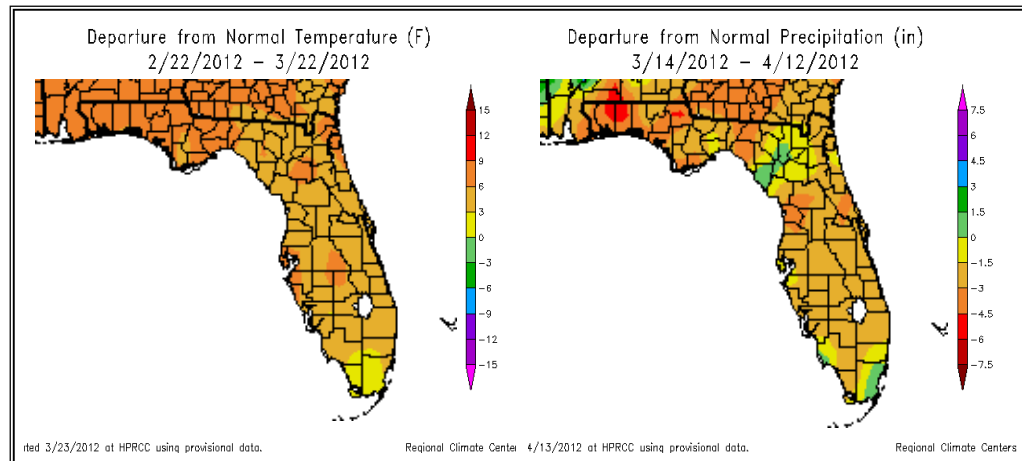 Departure from Normal Temperature (F)
2/22/2012 – 3/22/2012
15
12
9
6
3
0
−3
−6
−9
−12
−15
rted 3/23/2012 at HPRCC using provisional data.
Regional Climate Center
Departure from Normal Precipitation (in)
3/14/2012 – 4/12/2012
7.5
6
4.5
3
1.5
0
−1.5
−3
−4.5
−6
−7.5
4/13/2012 at HPRCC using provisional data.
Regional Climate Centers